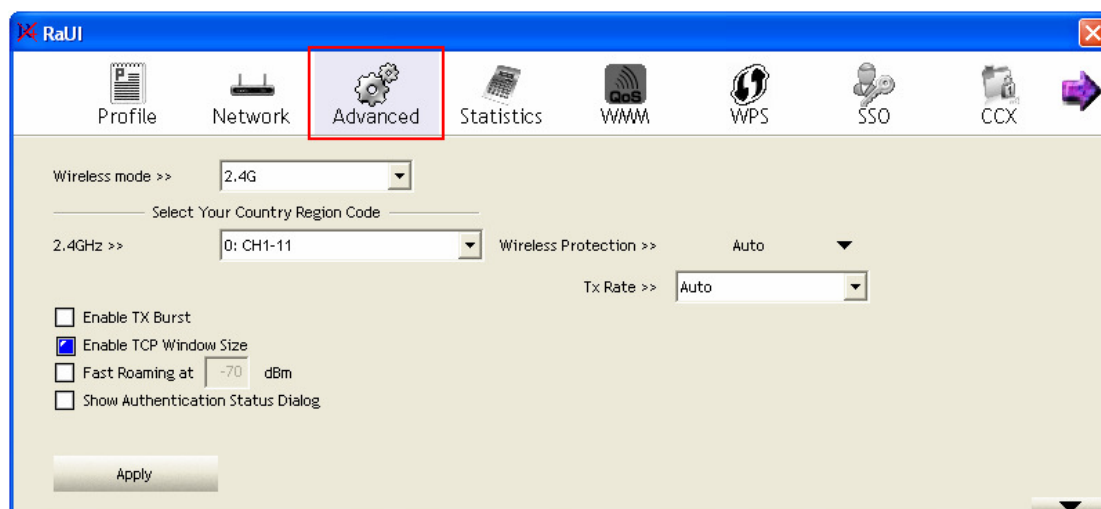 RaUI
Profile Network Advanced Statistics WMM WPS SSO CCX
QoS
Wireless mode >> 2.4G
Select Your Country Region Code
2.4GHz >> 0: CH1-11 Wireless Protection >> Auto
Tx Rate >> Auto
Enable TX Burst
Enable TCP Window Size
Fast Roaming at -70 dBm
Show Authentication Status Dialog
Apply